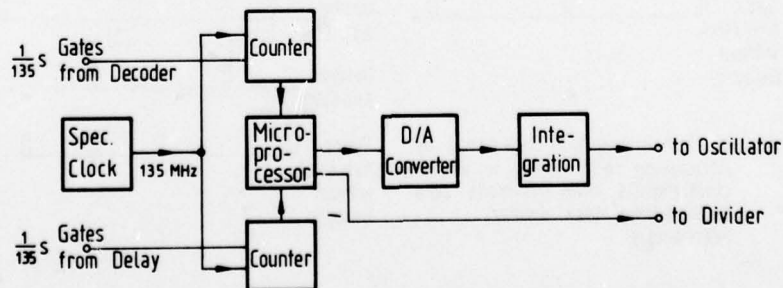 1/135 s Gates
from Decoder
Counter
Spec.
Clock
135 MHz
Micro-
pro-
cessor
D/A
Converter
Inte-
gration
to Oscillator
to Divider
1/135 s Gates
from Delay
Counter